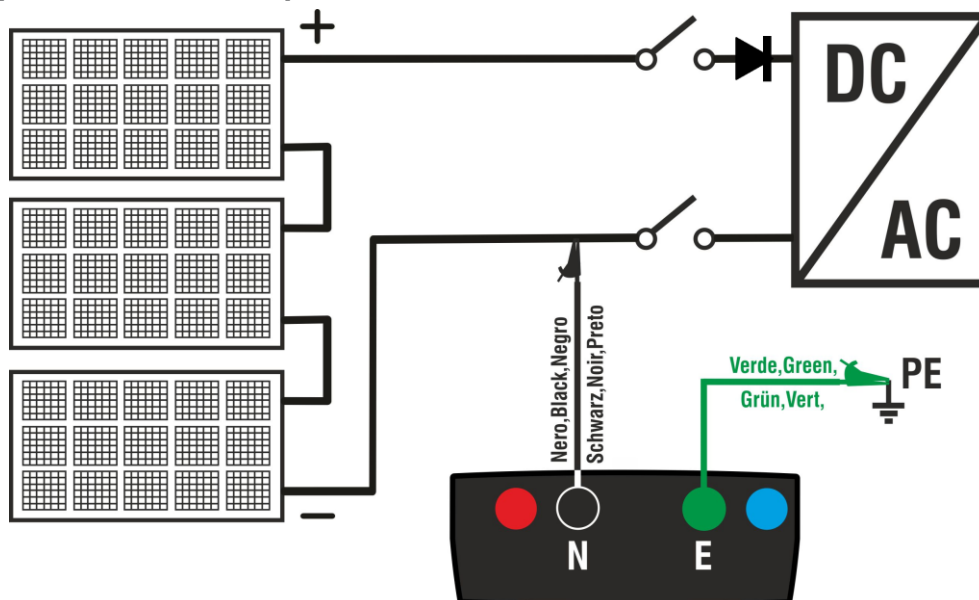 +
DC
AC
Nero,Black,Negro
Schwarz,Noir,Preto
Verde,Green,
Grün,Vert,
PE
−
N
E